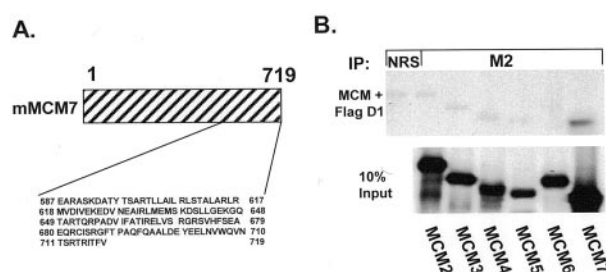 A.
1 719
mMCM7
587 EARASKDATY TSARTLLAIL RLSTALARLR 617
618 MVDIVEKEDV NEAIRLMEMS KDSLLGEKGQ 648
649 TARTQRPADV IFATIRELVS RGRSVHFSEA 679
680 EQRCISRGFT PAQFQAALDE YEELNVWQVN 710
711 TSRTRITFV 719
B.
IP: NRS M2
MCM +
Flag D1
10%
Input
MCM2 MCM3 MCM4 MCM5 MCM6 MCM7